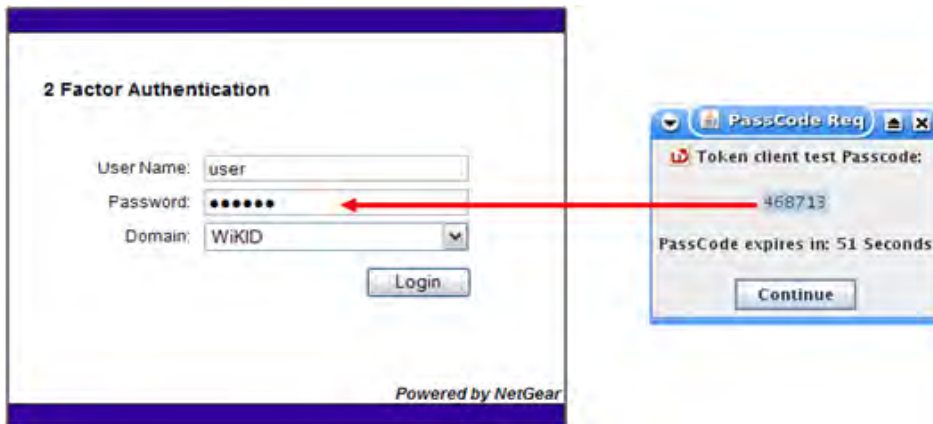 2 Factor Authentication
User Name: user
Password: ••••••
Domain: WiKID
Login
Powered by NetGear
PassCode Req
Token client test Passcode:
468713
PassCode expires in: 51 Seconds
Continue